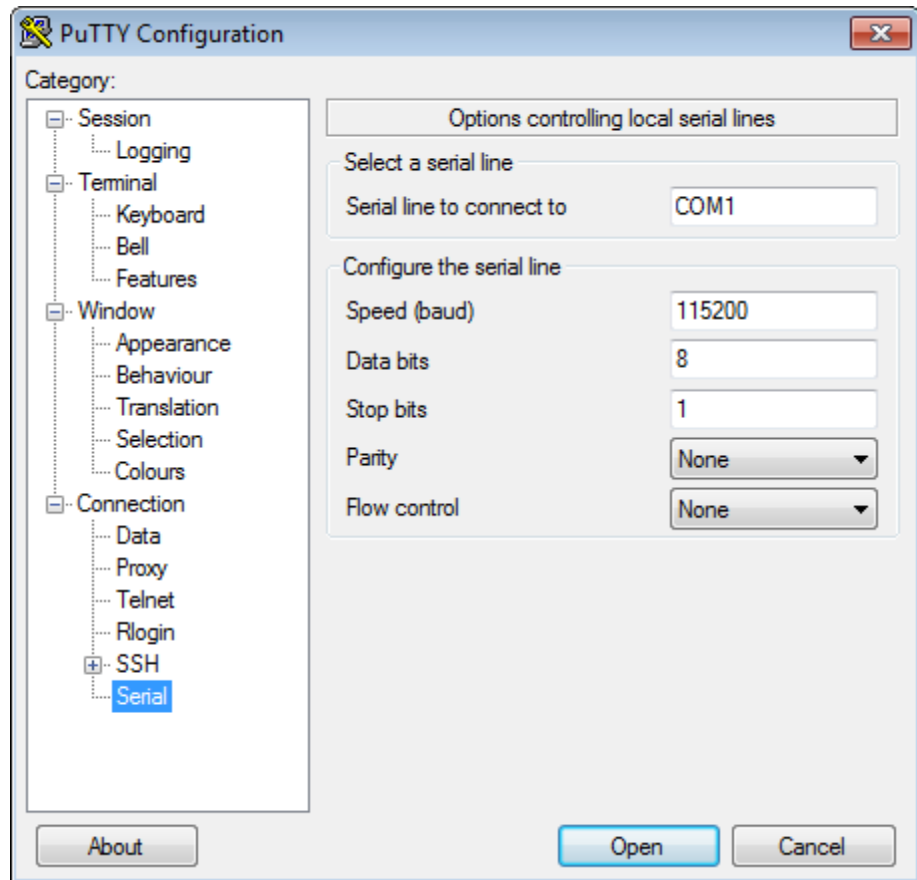 PuTTY Configuration
Category:
Session
Logging
Terminal
Keyboard
Bell
Features
Window
Appearance
Behaviour
Translation
Selection
Colours
Connection
Data
Proxy
Telnet
Rlogin
SSH
Serial
Options controlling local serial lines
Select a serial line
Serial line to connect to COM1
Configure the serial line
Speed (baud) 115200
Data bits 8
Stop bits 1
Parity None
Flow control None
About Open Cancel